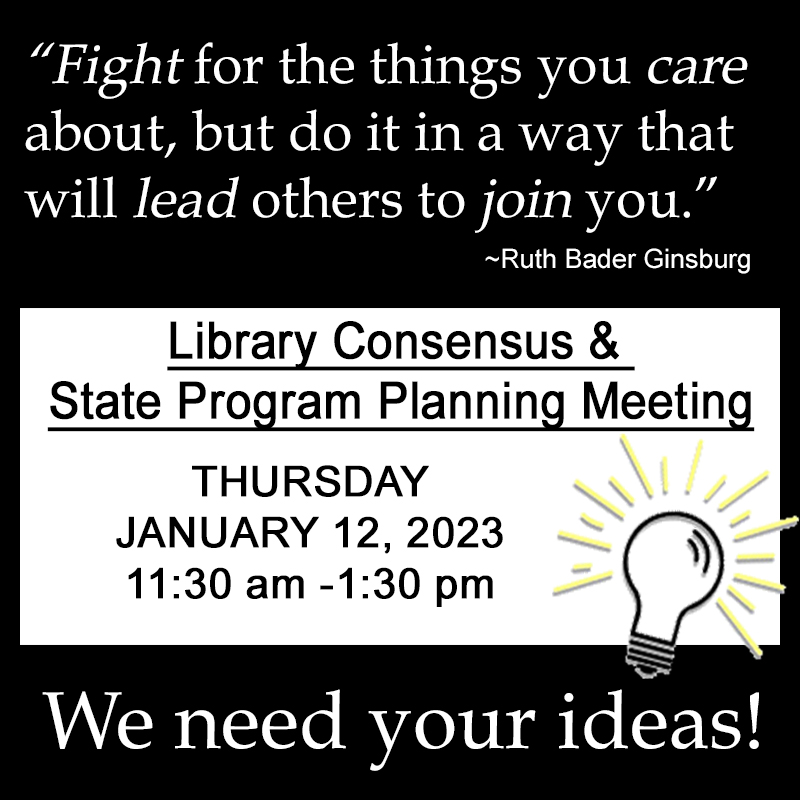 “Fight for the things you care
about, but do it in a way that
will lead others to join you.”
~Ruth Bader Ginsburg
Library Consensus &
State Program Planning Meeting
THURSDAY
JANUARY 12, 2023
11:30 am -1:30 pm
We need your ideas!